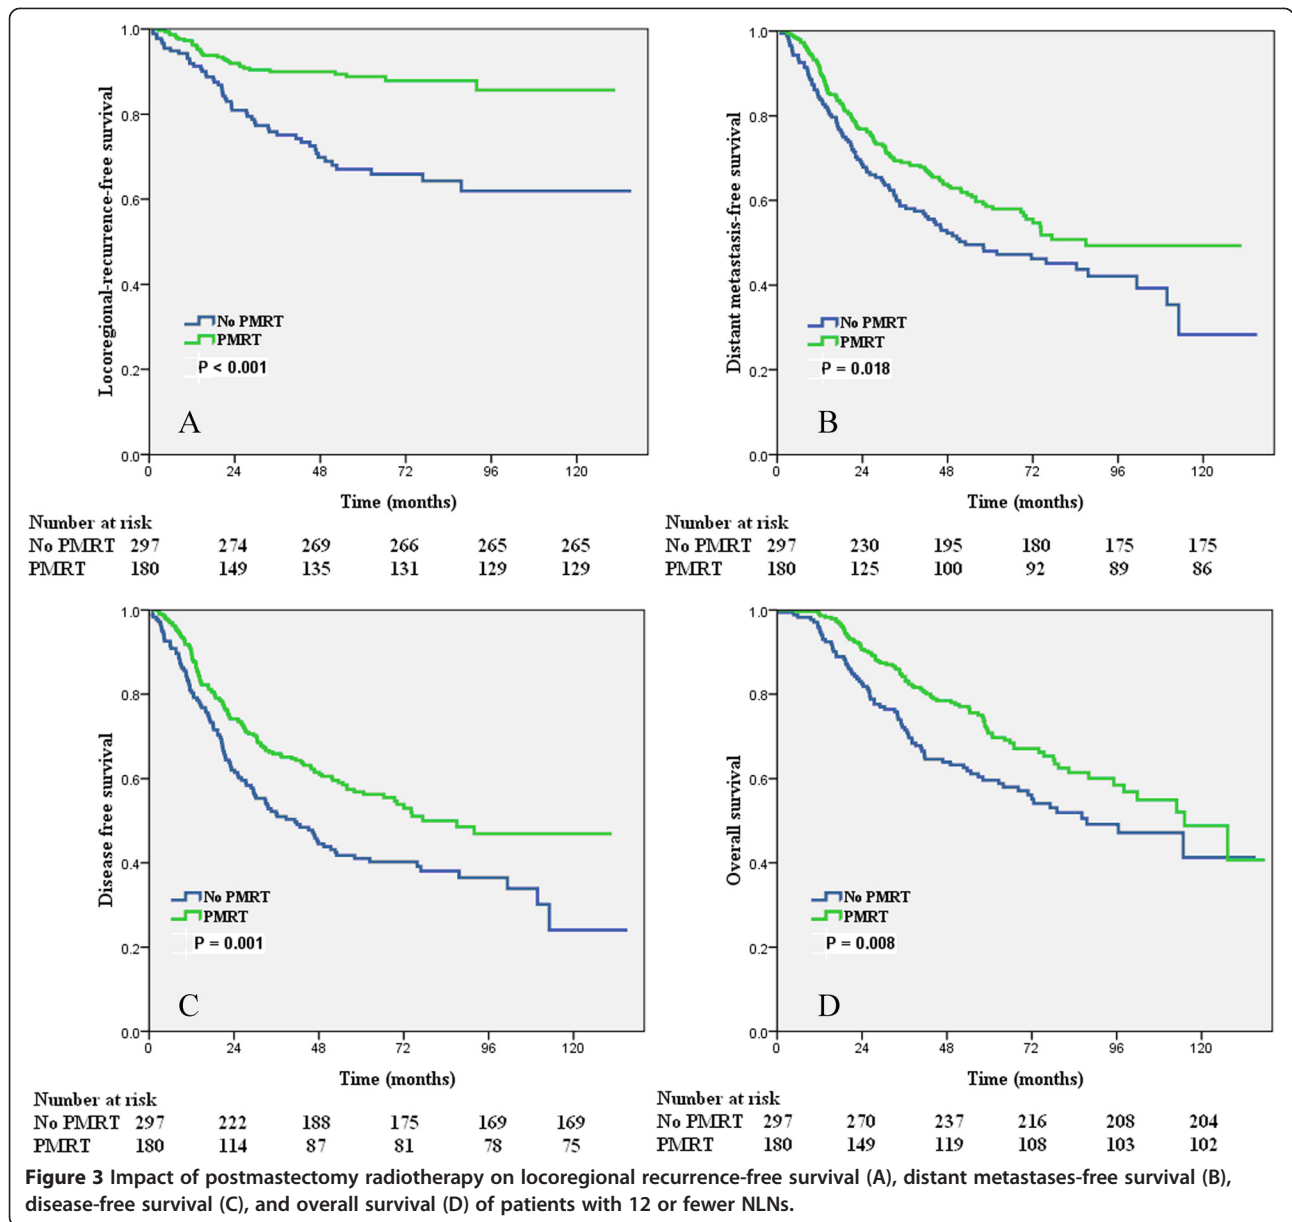 Locoregional-recurrence-free survival
1.0
0.8
0.6
0.4
0.2
0.0
No PMRT
PMRT
P < 0.001
A
0 24 48 72 96 120
Time (months)
Number at risk
No PMRT 297 274 269 266 265 265
PMRT 180 149 135 131 129 129
Distant metastasis-free survival
1.0
0.8
0.6
0.4
0.2
0.0
No PMRT
PMRT
P = 0.018
B
0 24 48 72 96 120
Time (months)
Number at risk
No PMRT 297 230 195 180 175 175
PMRT 180 125 100 92 89 86
Disease free survival
1.0
0.8
0.6
0.4
0.2
0.0
No PMRT
PMRT
P = 0.001
C
0 24 48 72 96 120
Time (months)
Number at risk
No PMRT 297 222 188 175 169 169
PMRT 180 114 87 81 78 75
Overall survival
1.0
0.8
0.6
0.4
0.2
0.0
No PMRT
PMRT
P = 0.008
D
0 24 48 72 96 120
Time (months)
Number at risk
No PMRT 297 270 237 216 208 204
PMRT 180 149 119 108 103 102
Figure 3 Impact of postmastectomy radiotherapy on locoregional recurrence-free survival (A), distant metastases-free survival (B),
disease-free survival (C), and overall survival (D) of patients with 12 or fewer NLNs.